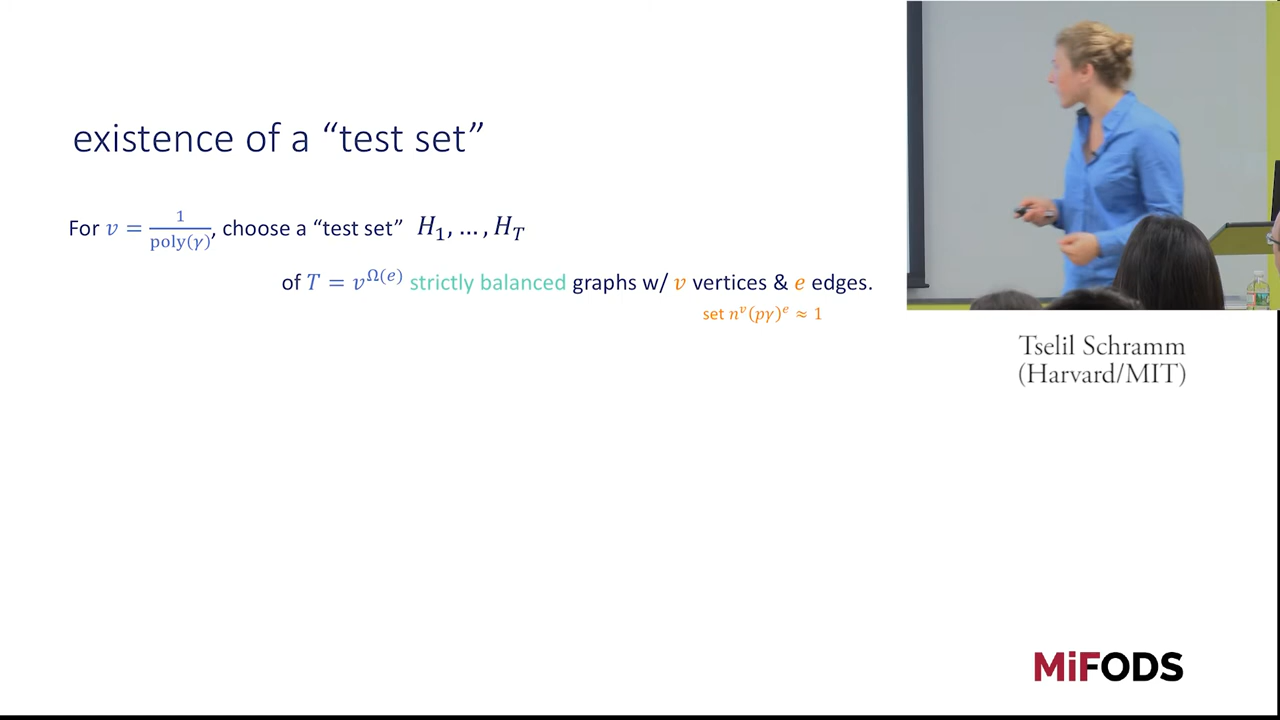 existence of a “test set”
For v = 1/poly(γ), choose a “test set” H₁, … , H_T
of T = v^Ω(e) strictly balanced graphs w/ v vertices & e edges.
set n^v(pγ)^e ≈ 1
Tselil Schramm
(Harvard/MIT)
MiFODS